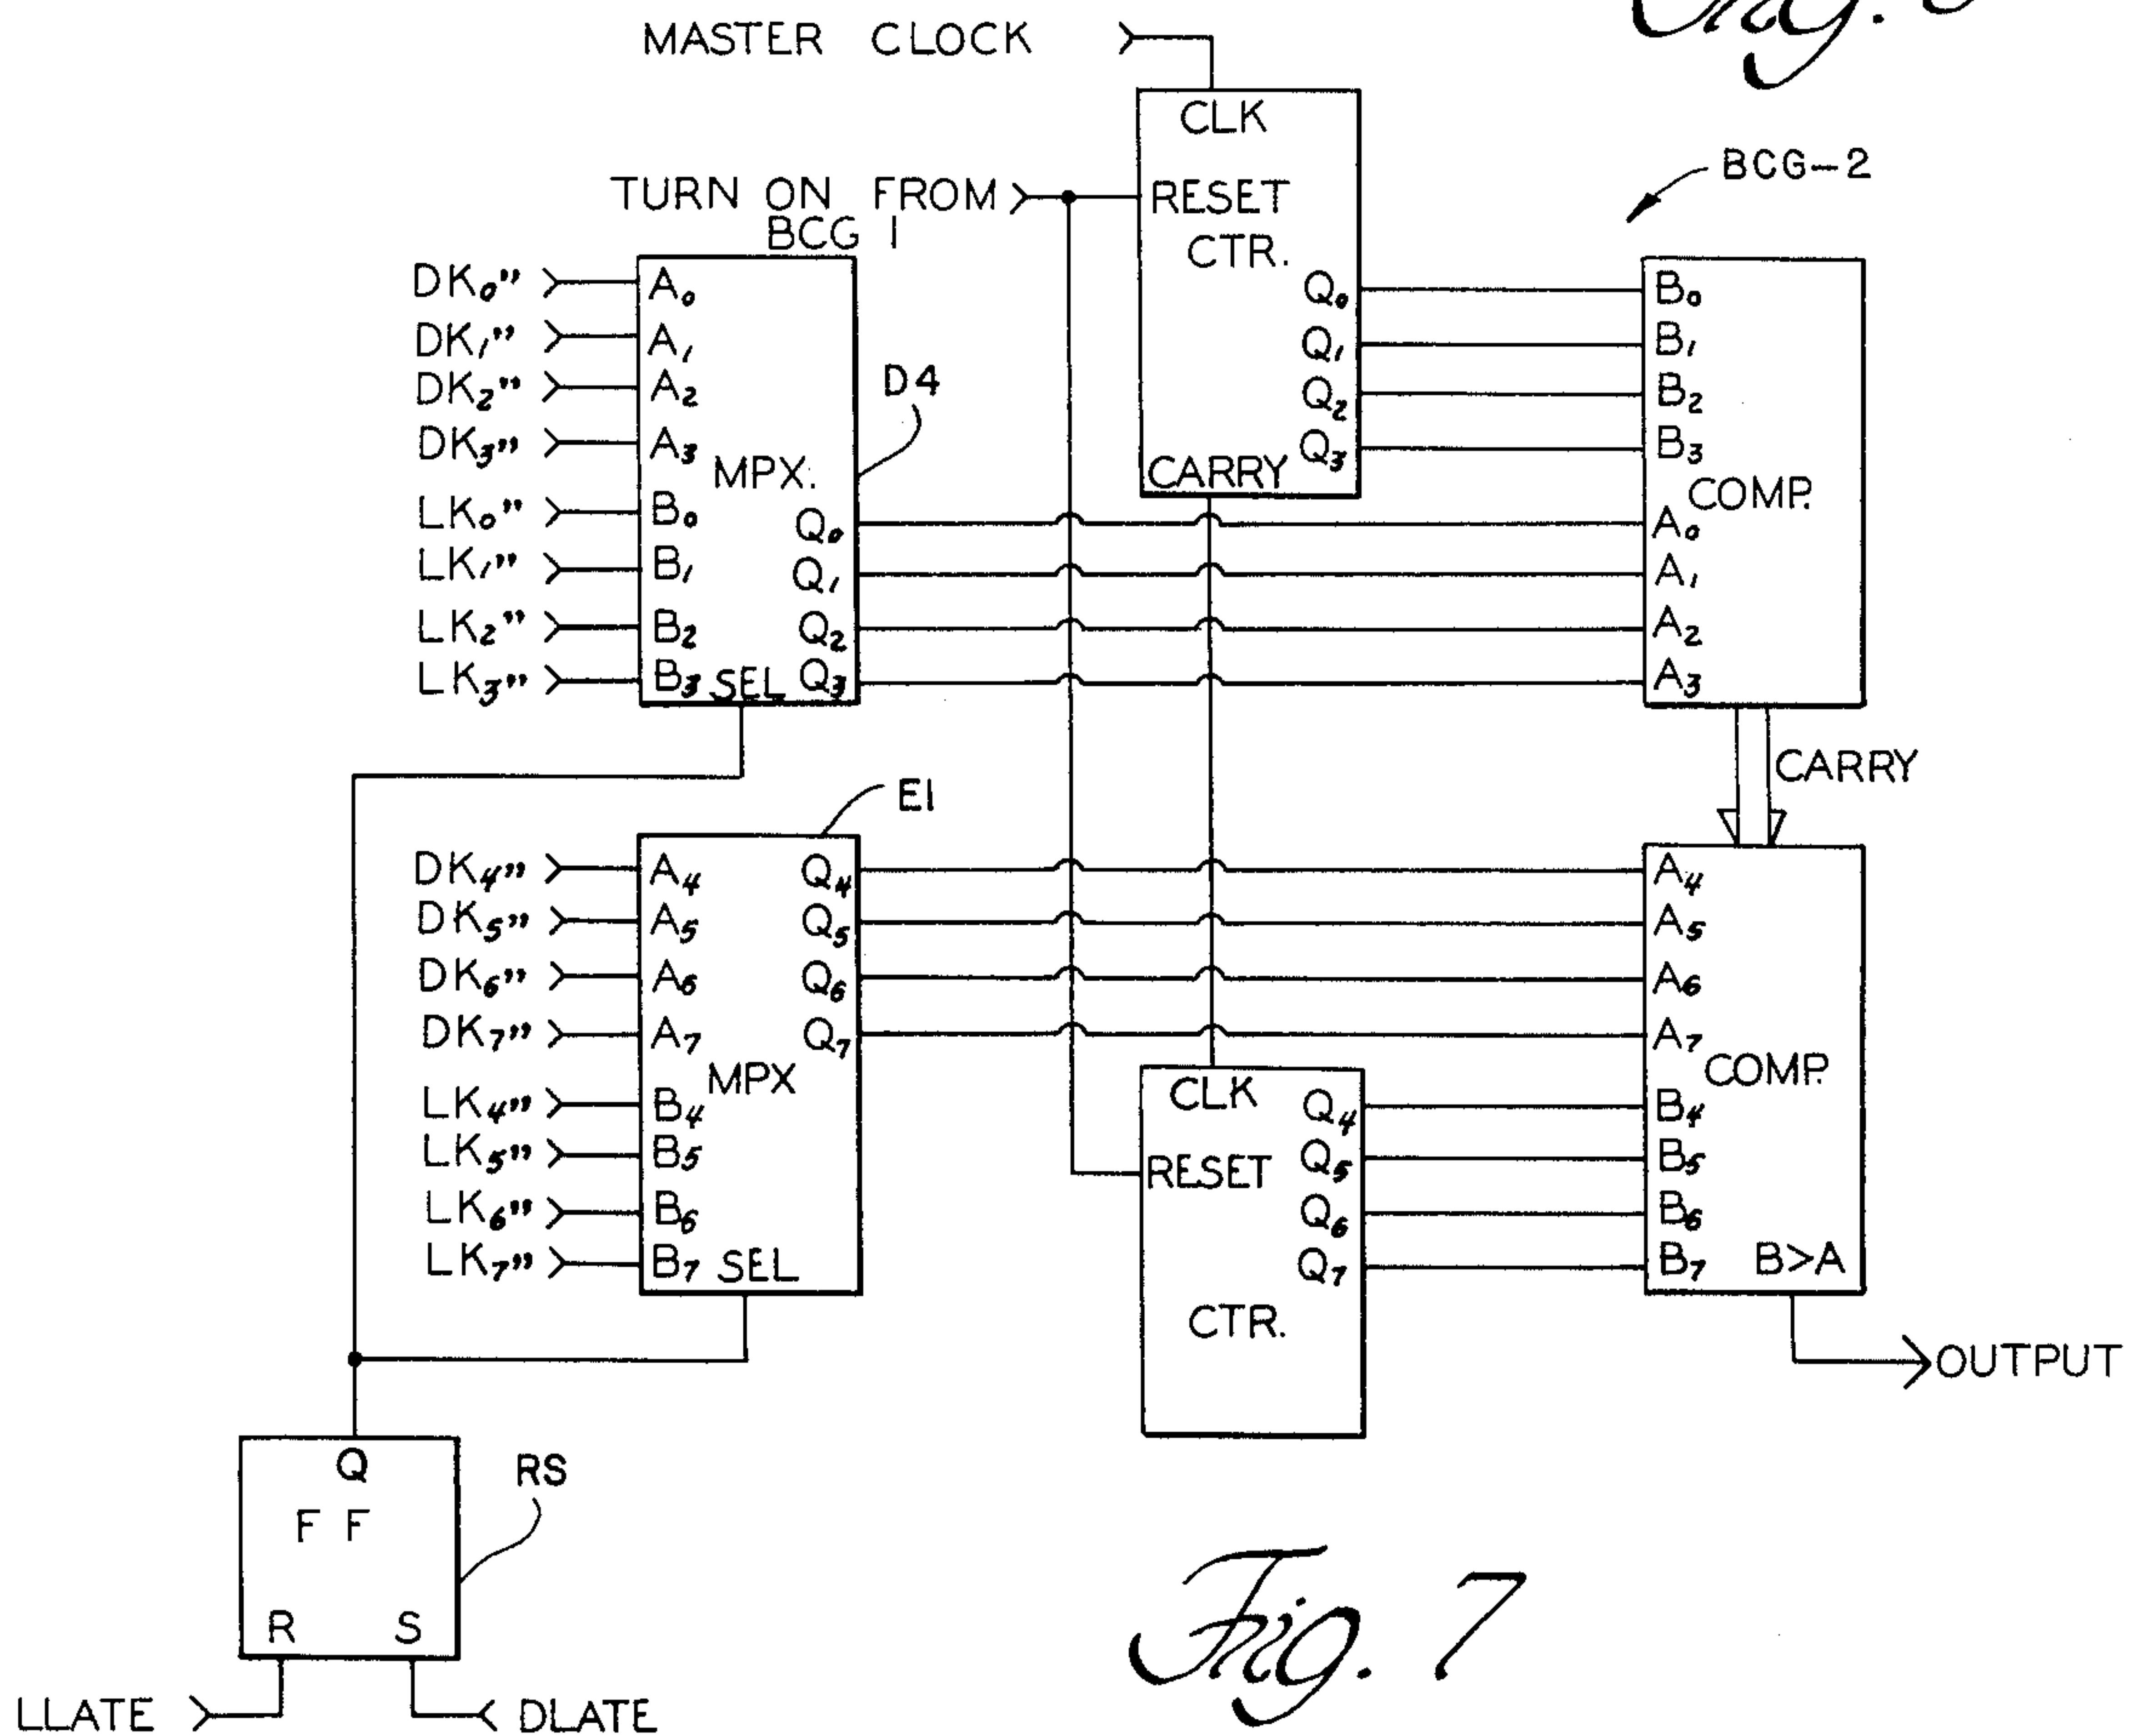 MASTER CLOCK
CLK
TURN ON FROM
BCG 1
RESET
CTR.
BCG-2
DK₀"
A₀
Q₀
B₀
DK₁"
A₁
Q₁
B₁
DK₂"
A₂
D4
Q₂
B₂
DK₃"
A₃
MPX.
Q₃
B₃
CARRY
COMP.
LK₀"
B₀
Q₀
A₀
LK₁"
B₁
Q₁
A₁
LK₂"
B₂
Q₂
A₂
LK₃"
B₃
SEL
Q₃
A₃
CARRY
E1
DK₄"
A₄
Q₄
A₄
DK₅"
A₅
Q₅
A₅
DK₆"
A₆
Q₆
A₆
DK₇"
A₇
Q₇
A₇
MPX
CLK
COMP.
LK₄"
B₄
Q₄
B₄
LK₅"
B₅
RESET
Q₅
B₅
LK₆"
B₆
Q₆
B₆
LK₇"
B₇
SEL
Q₇
B₇
B>A
CTR.
OUTPUT
Q
F F
RS
R
S
LLATE
DLATE
Fig. 7